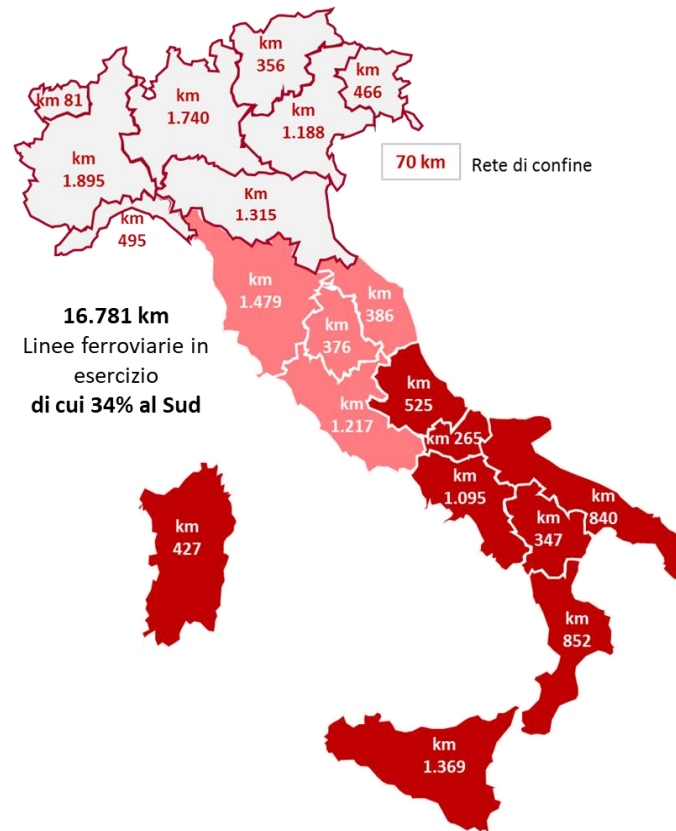 km
356
km
466
km 81
km
1.740
km
1.188
70 km
Rete di confine
km
1.895
Km
1.315
km
495
km
1.479
km
386
16.781 km
Linee ferroviarie in
esercizio
di cui 34% al Sud
km
376
km
525
km
1.217
km 265
km
1.095
km
840
km
347
km
427
km
852
km
1.369